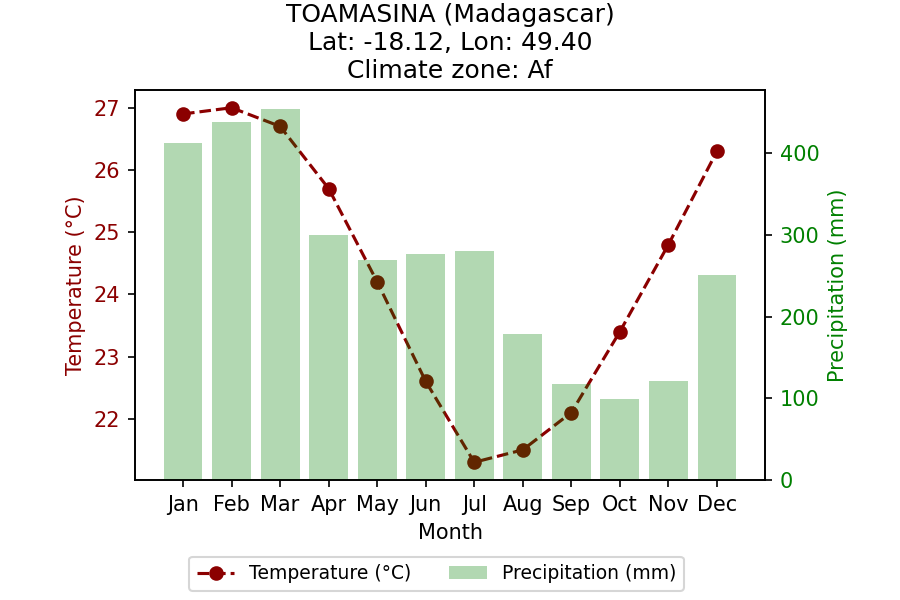 TOAMASINA (Madagascar)
Lat: -18.12, Lon: 49.40
Climate zone: Af
27
26
25
24
23
22
Temperature (°C)
400
300
200
100
0
Precipitation (mm)
Jan Feb Mar Apr May Jun Jul Aug Sep Oct Nov Dec
Month
Temperature (°C) Precipitation (mm)